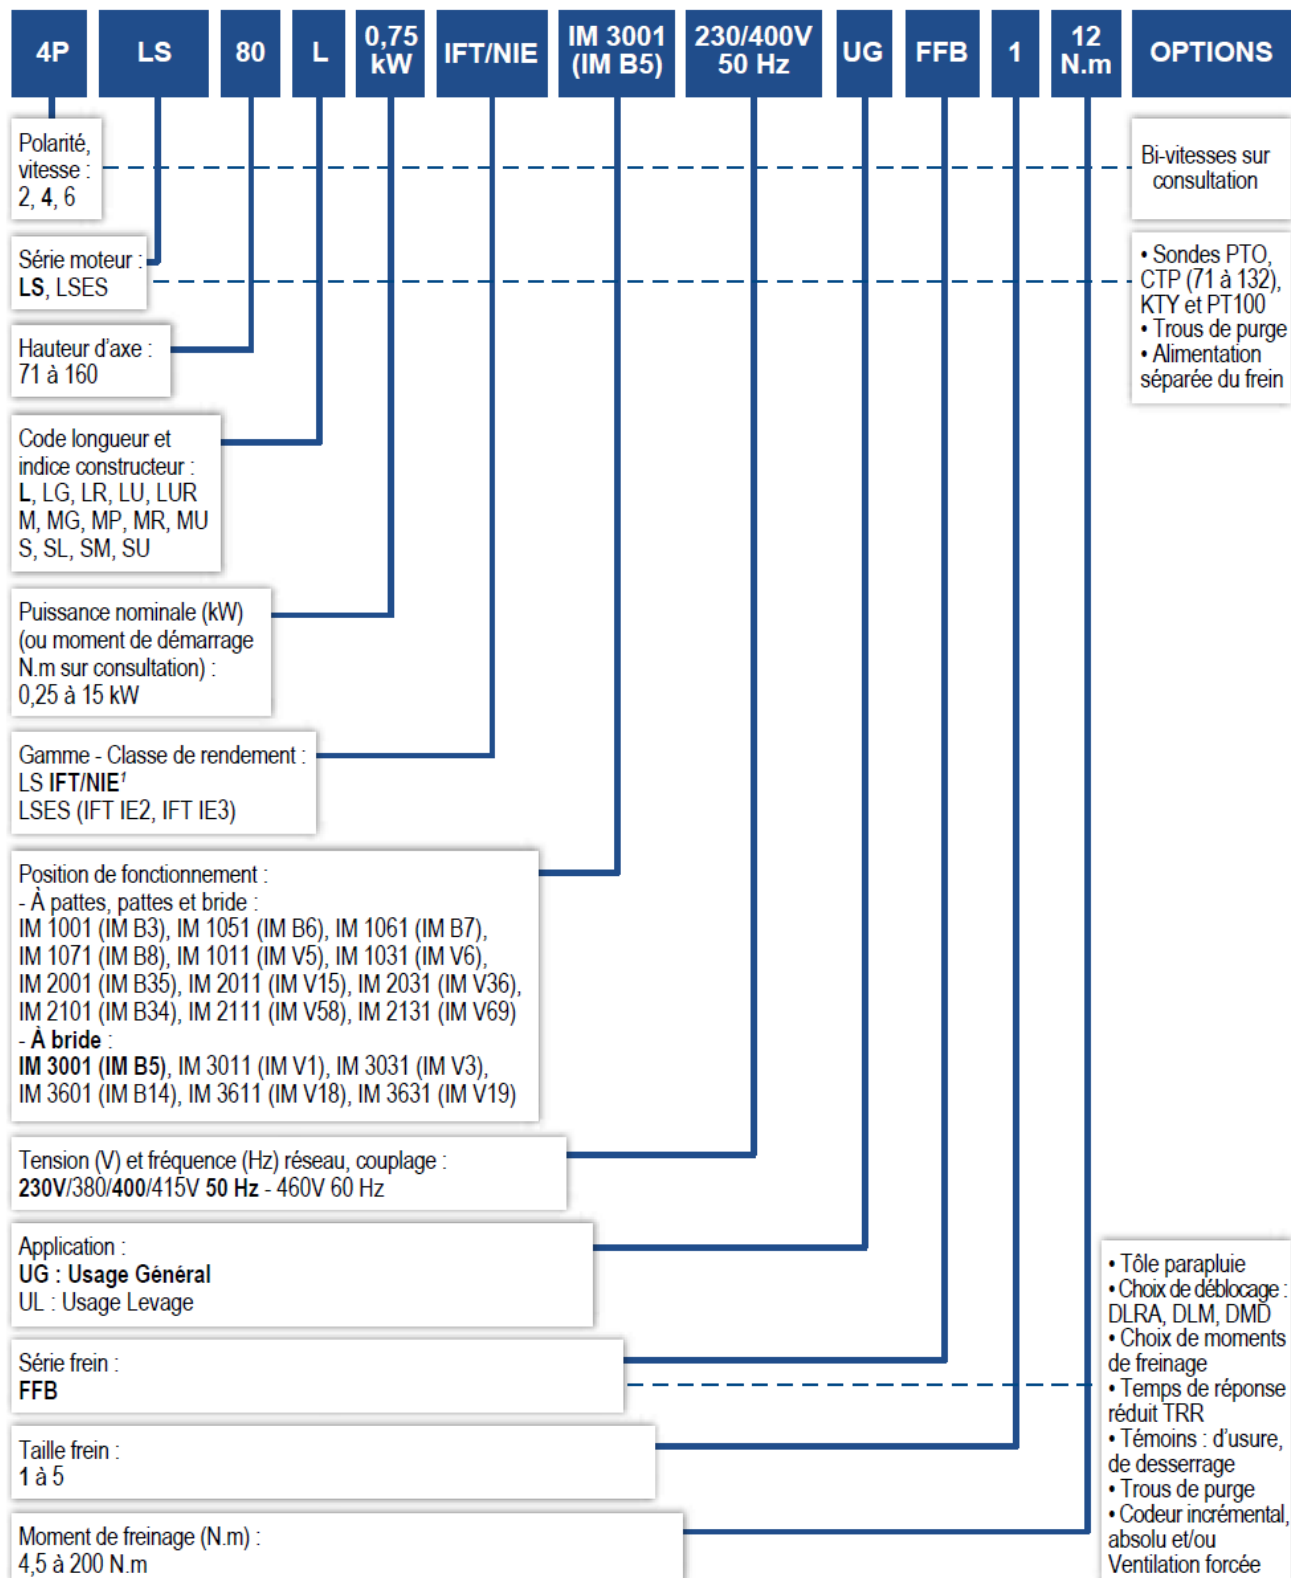 4P
LS
80
L
0,75
kW
IFT/NIE
IM 3001
(IM B5)
230/400V
50 Hz
UG
FFB
1
12
N.m
OPTIONS
Polarité,
vitesse :
2, 4, 6
Bi-vitesses sur
consultation
Série moteur :
LS, LSES
• Sondes PTO,
CTP (71 à 132),
KTY et PT100
• Trous de purge
• Alimentation
séparée du frein
Hauteur d'axe :
71 à 160
Code longueur et
indice constructeur :
L, LG, LR, LU, LUR
M, MG, MP, MR, MU
S, SL, SM, SU
Puissance nominale (kW)
(ou moment de démarrage
N.m sur consultation) :
0,25 à 15 kW
Gamme - Classe de rendement :
LS IFT/NIE¹
LSES (IFT IE2, IFT IE3)
Position de fonctionnement :
- À pattes, pattes et bride :
IM 1001 (IM B3), IM 1051 (IM B6), IM 1061 (IM B7),
IM 1071 (IM B8), IM 1011 (IM V5), IM 1031 (IM V6),
IM 2001 (IM B35), IM 2011 (IM V15), IM 2031 (IM V36),
IM 2101 (IM B34), IM 2111 (IM V58), IM 2131 (IM V69)
- À bride :
IM 3001 (IM B5), IM 3011 (IM V1), IM 3031 (IM V3),
IM 3601 (IM B14), IM 3611 (IM V18), IM 3631 (IM V19)
Tension (V) et fréquence (Hz) réseau, couplage :
230V/380/400/415V 50 Hz - 460V 60 Hz
Application :
UG : Usage Général
UL : Usage Levage
Série frein :
FFB
Taille frein :
1 à 5
Moment de freinage (N.m) :
4,5 à 200 N.m
• Tôle parapluie
• Choix de déblocage :
DLRA, DLM, DMD
• Choix de moments
de freinage
• Temps de réponse
réduit TRR
• Témoins : d'usure,
de desserrage
• Trous de purge
• Codeur incrémental,
absolu et/ou
Ventilation forcée